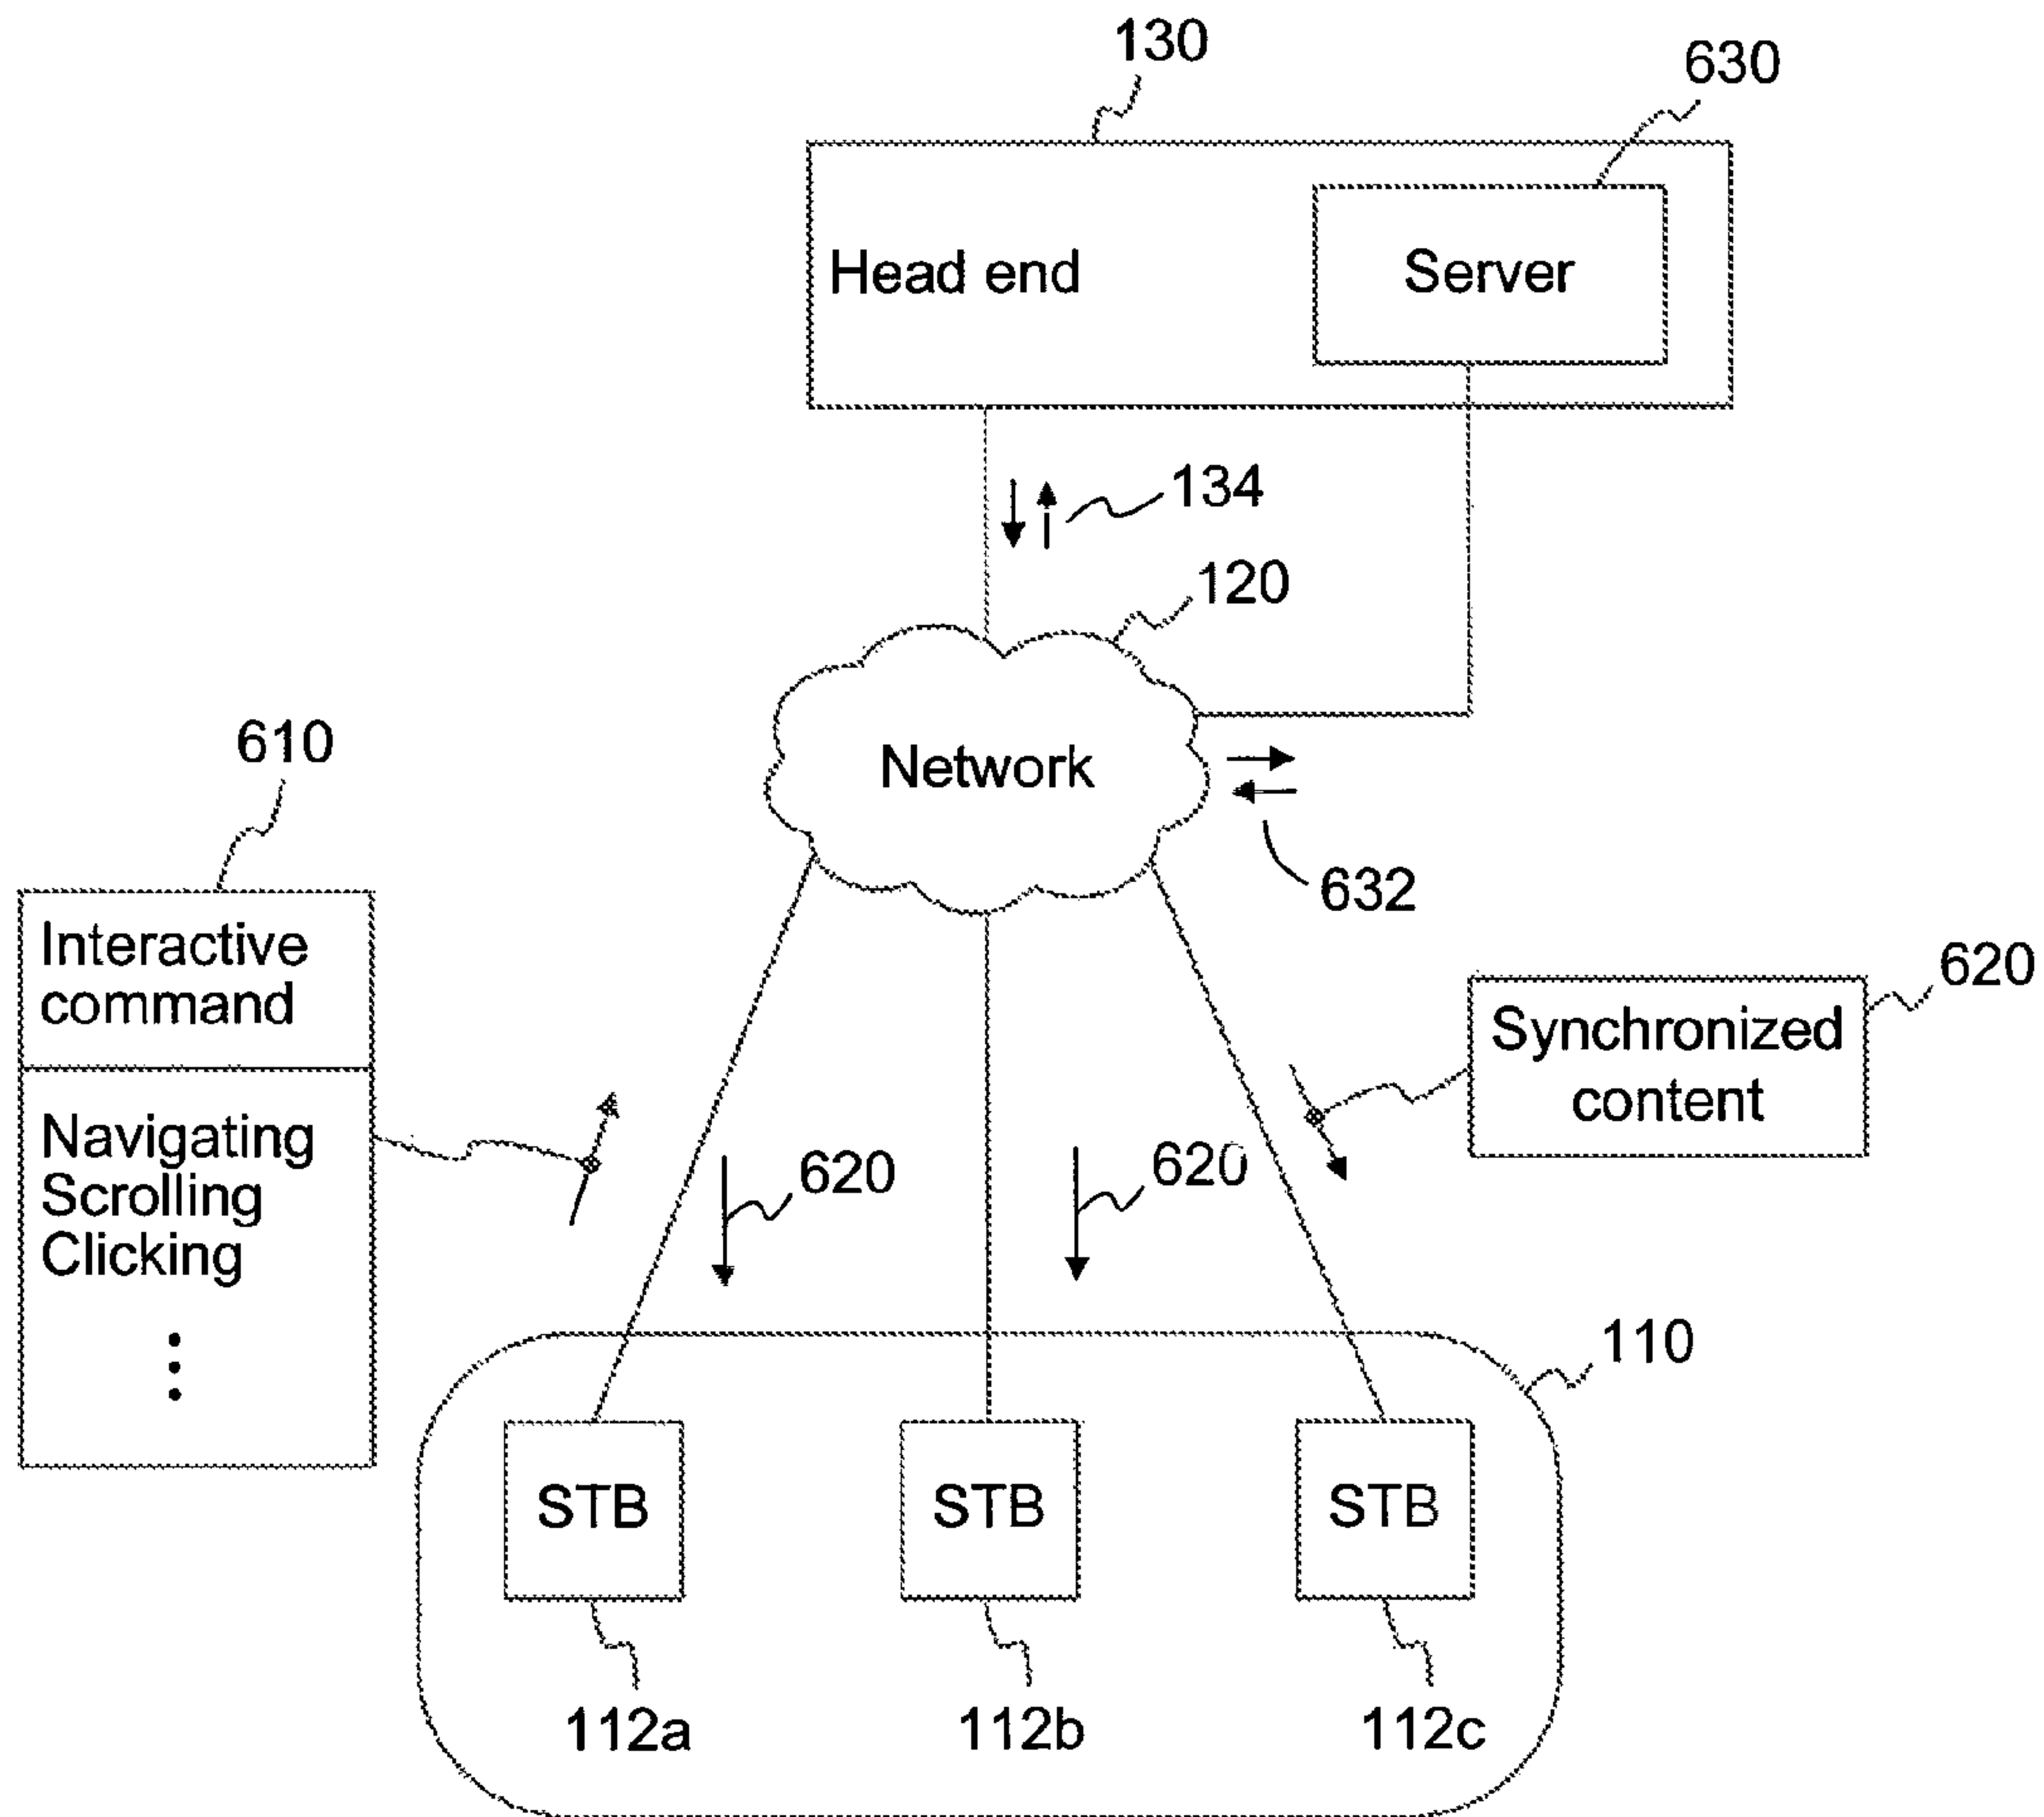 130
630
Head end
Server
134
120
610
Network
632
Interactive
command
620
Synchronized
content
Navigating
Scrolling
Clicking
620
620
110
STB
STB
STB
112a
112b
112c